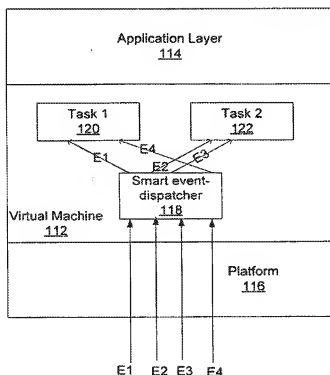 Application Layer
114
Task 1
120
Task 2
122
E1
E4
E2
E3
Smart event-
dispatcher
118
Virtual Machine
112
Platform
116
E1 E2 E3 E4